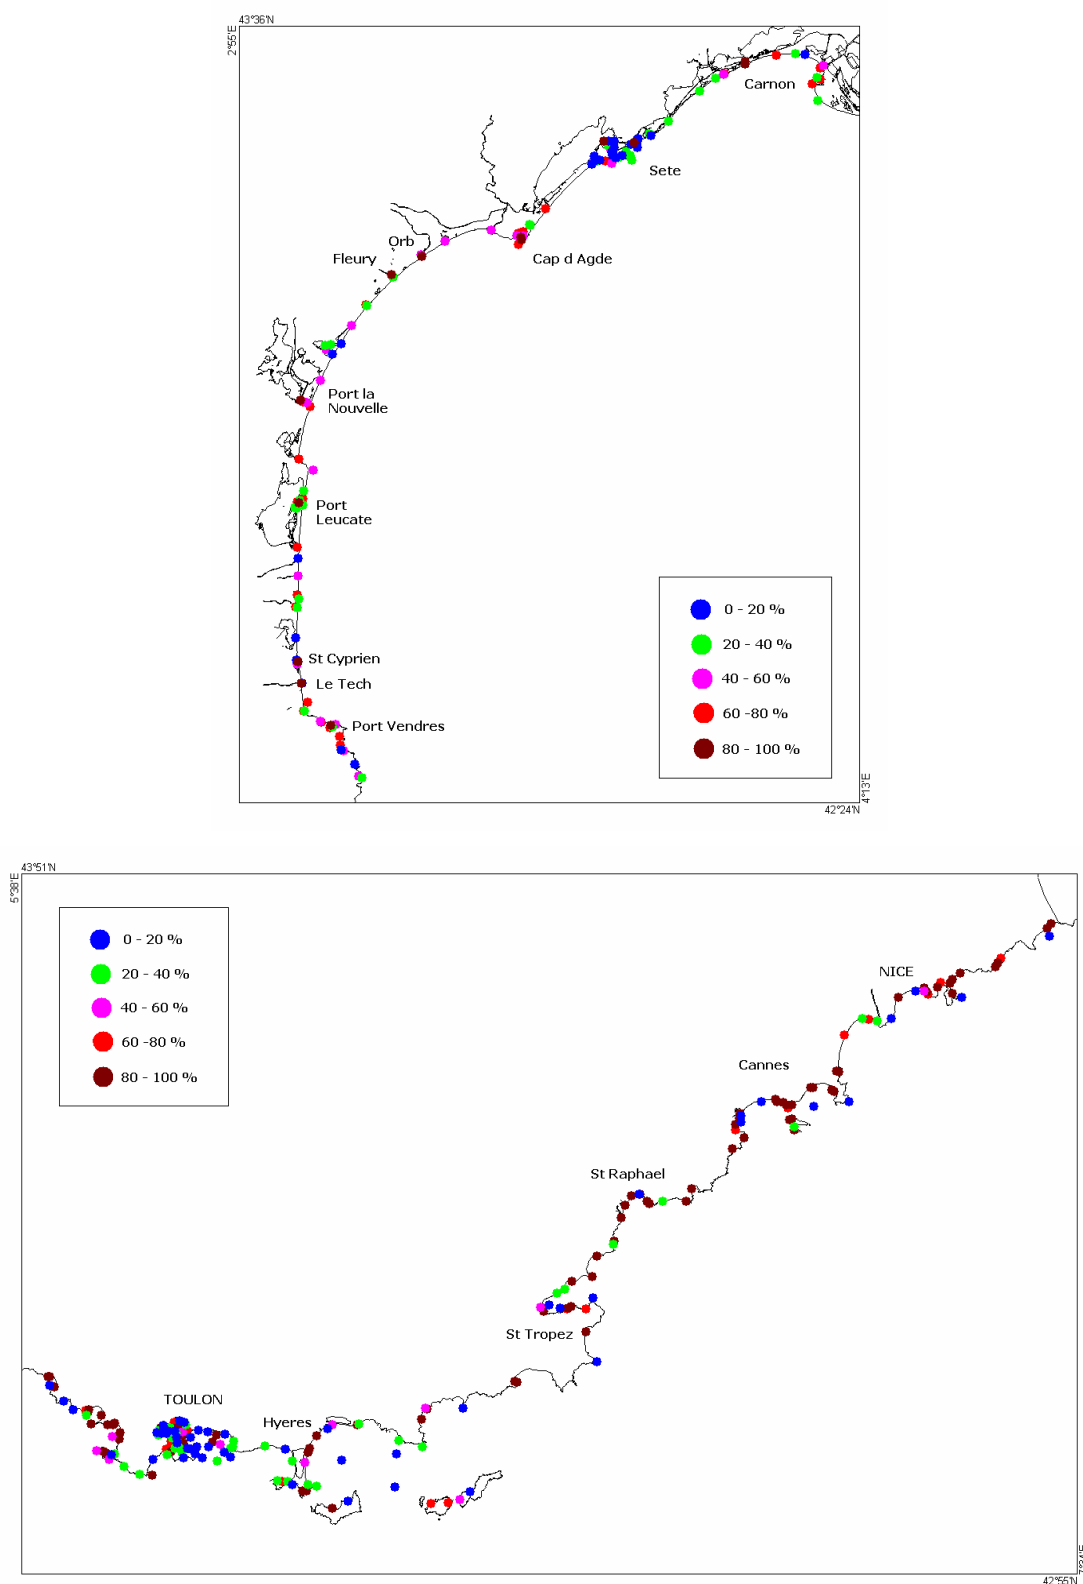 43°36'N
2°55'E
Carnon
Sete
Orb
Fleury
Cap d Agde
Port la
Nouvelle
Port
Leucate
0 - 20 %
20 - 40 %
40 - 60 %
60 -80 %
80 - 100 %
St Cyprien
Le Tech
Port Vendres
4°13'E
42°24'N
43°51'N
5°38'E
0 - 20 %
20 - 40 %
40 - 60 %
60 -80 %
80 - 100 %
NICE
Cannes
St Raphael
St Tropez
TOULON
Hyeres
42°55'N